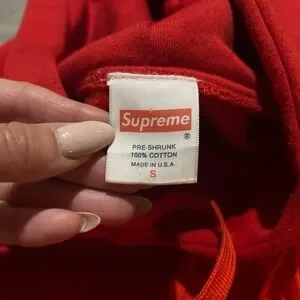 Supreme
®
PRE-SHRUNK
100% COTTON
MADE IN U.S.A
S